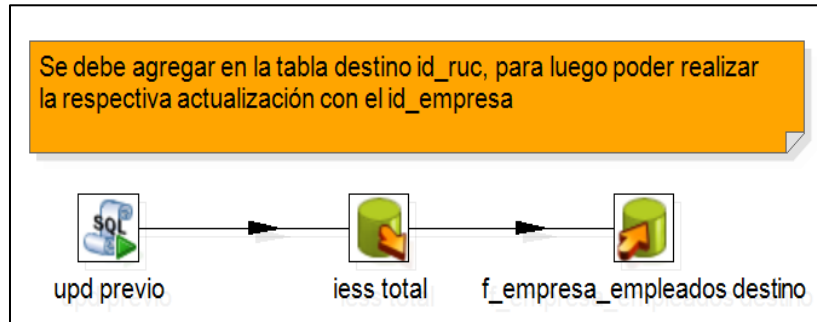 Se debe agregar en la tabla destino id_ruc, para luego poder realizar
la respectiva actualización con el id_empresa
SQL
upd previo
iess total
f_empresa_empleados destino